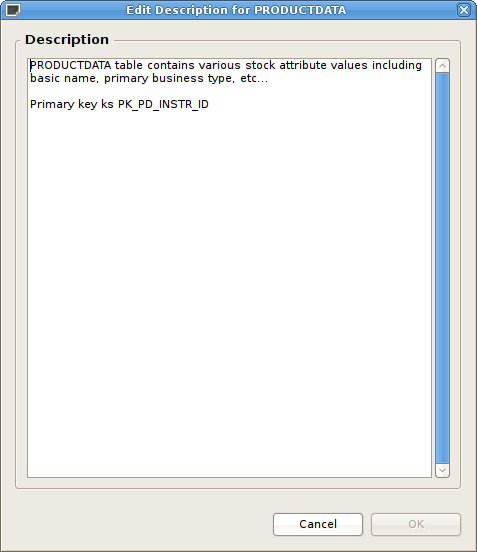 Edit Description for PRODUCTDATA
Description
PRODUCTDATA table contains various stock attribute values including
basic name, primary business type, etc...
Primary key ks PK_PD_INSTR_ID
Cancel
OK